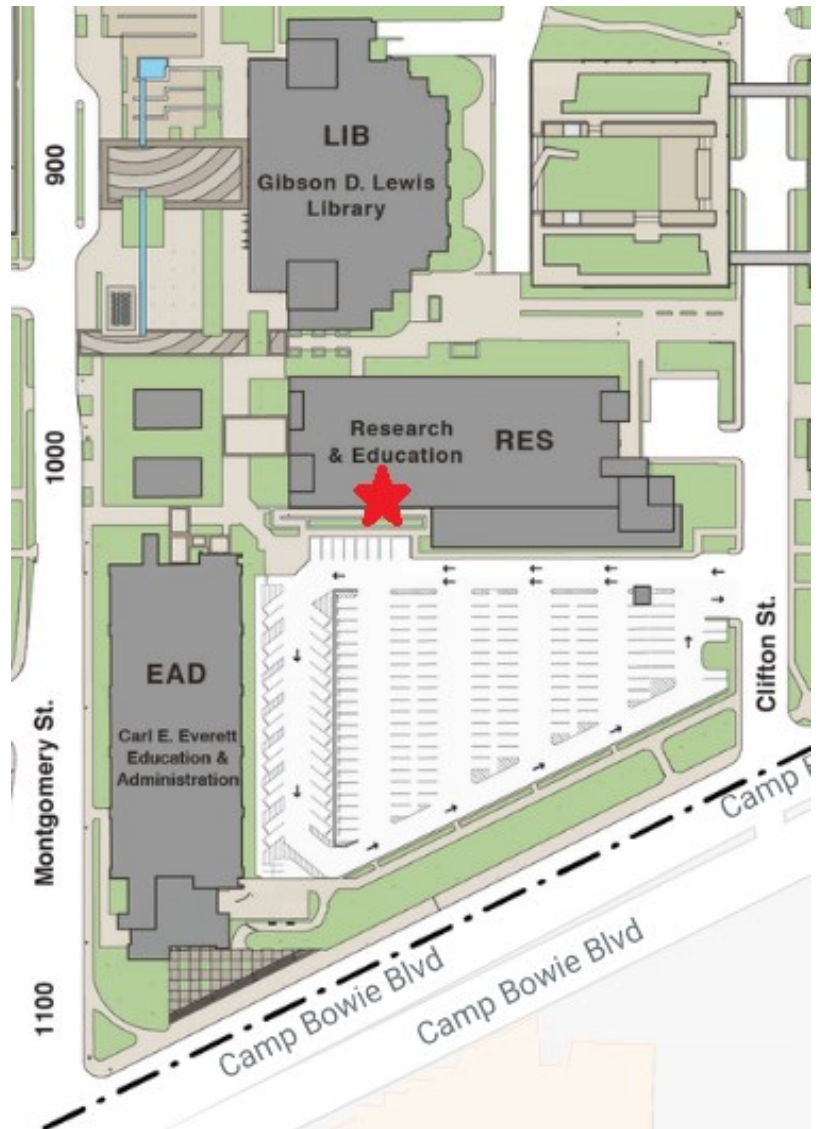 LIB
Gibson D. Lewis
Library
900
Research
& Education
RES
1000
EAD
Carl E. Everett
Education &
Administration
Montgomery St.
Clifton St.
Camp B
Camp Bowie Blvd
Camp Bowie Blvd
1100